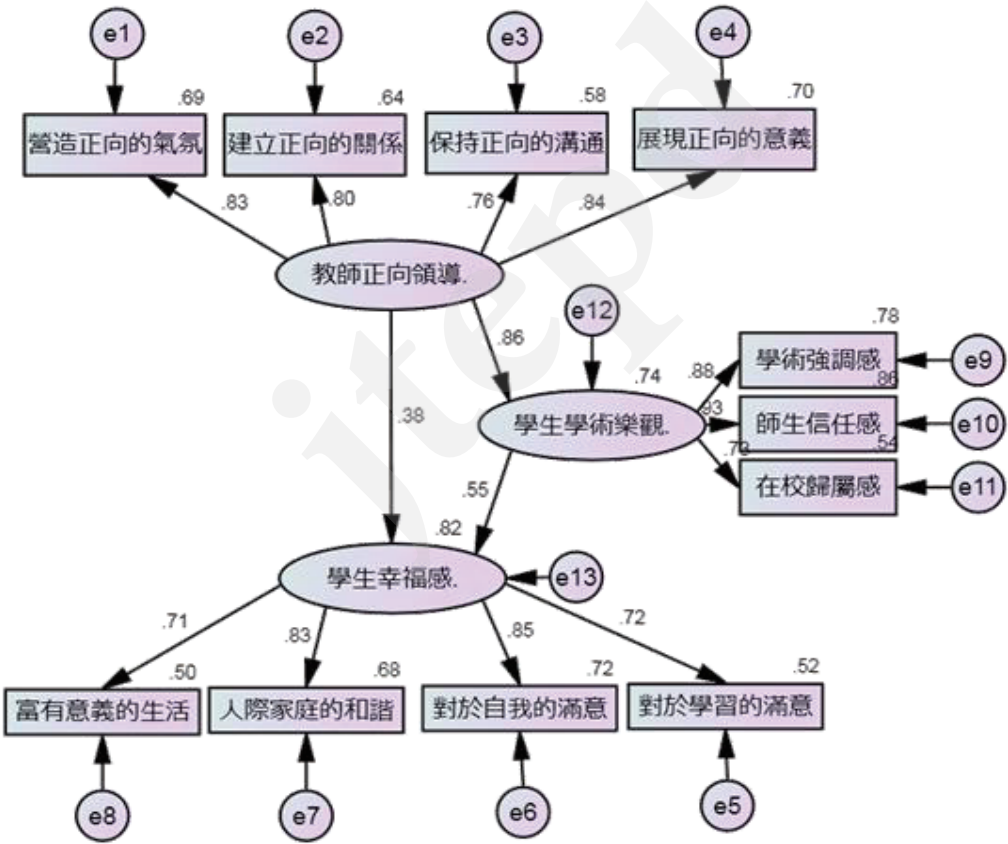 e1
e2
e3
e4
.69
.64
.58
.70
營造正向的氣氛
建立正向的關係
保持正向的溝通
展現正向的意義
.83
.80
.76
.84
教師正向領導.
e12
.86
.78
學術強調感
e9
.74
.88
.86
學生學術樂觀.
.93
師生信任感
e10
.38
.54
.73
在校歸屬感
e11
.55
.82
學生幸福感.
e13
.71
.83
.85
.72
.50
.68
.72
.52
富有意義的生活
人際家庭的和諧
對於自我的滿意
對於學習的滿意
e8
e7
e6
e5
jtepd